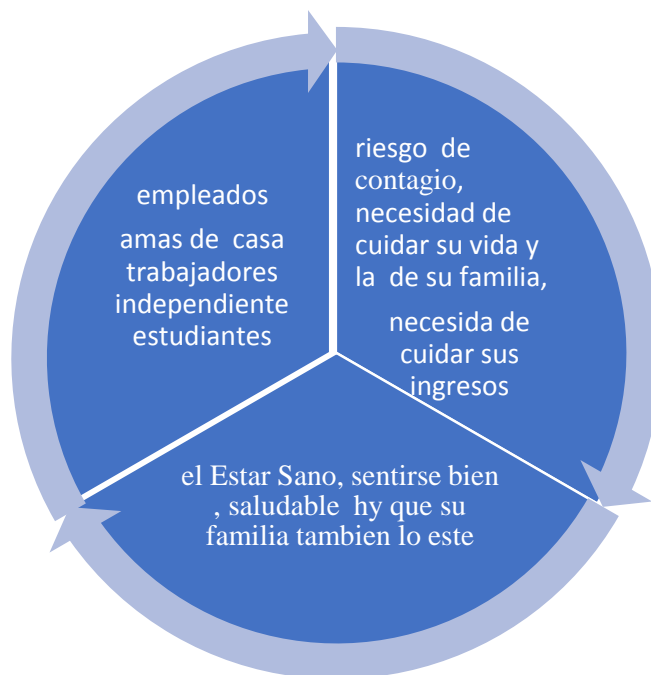 empleados
amas de casa
trabajadores
independiente
estudiantes
riesgo de
contagio,
necesidad de
cuidar su vida y
la de su familia,
necesida de
cuidar sus
ingresos
el Estar Sano, sentirse bien
, saludable hy que su
familia tambien lo este